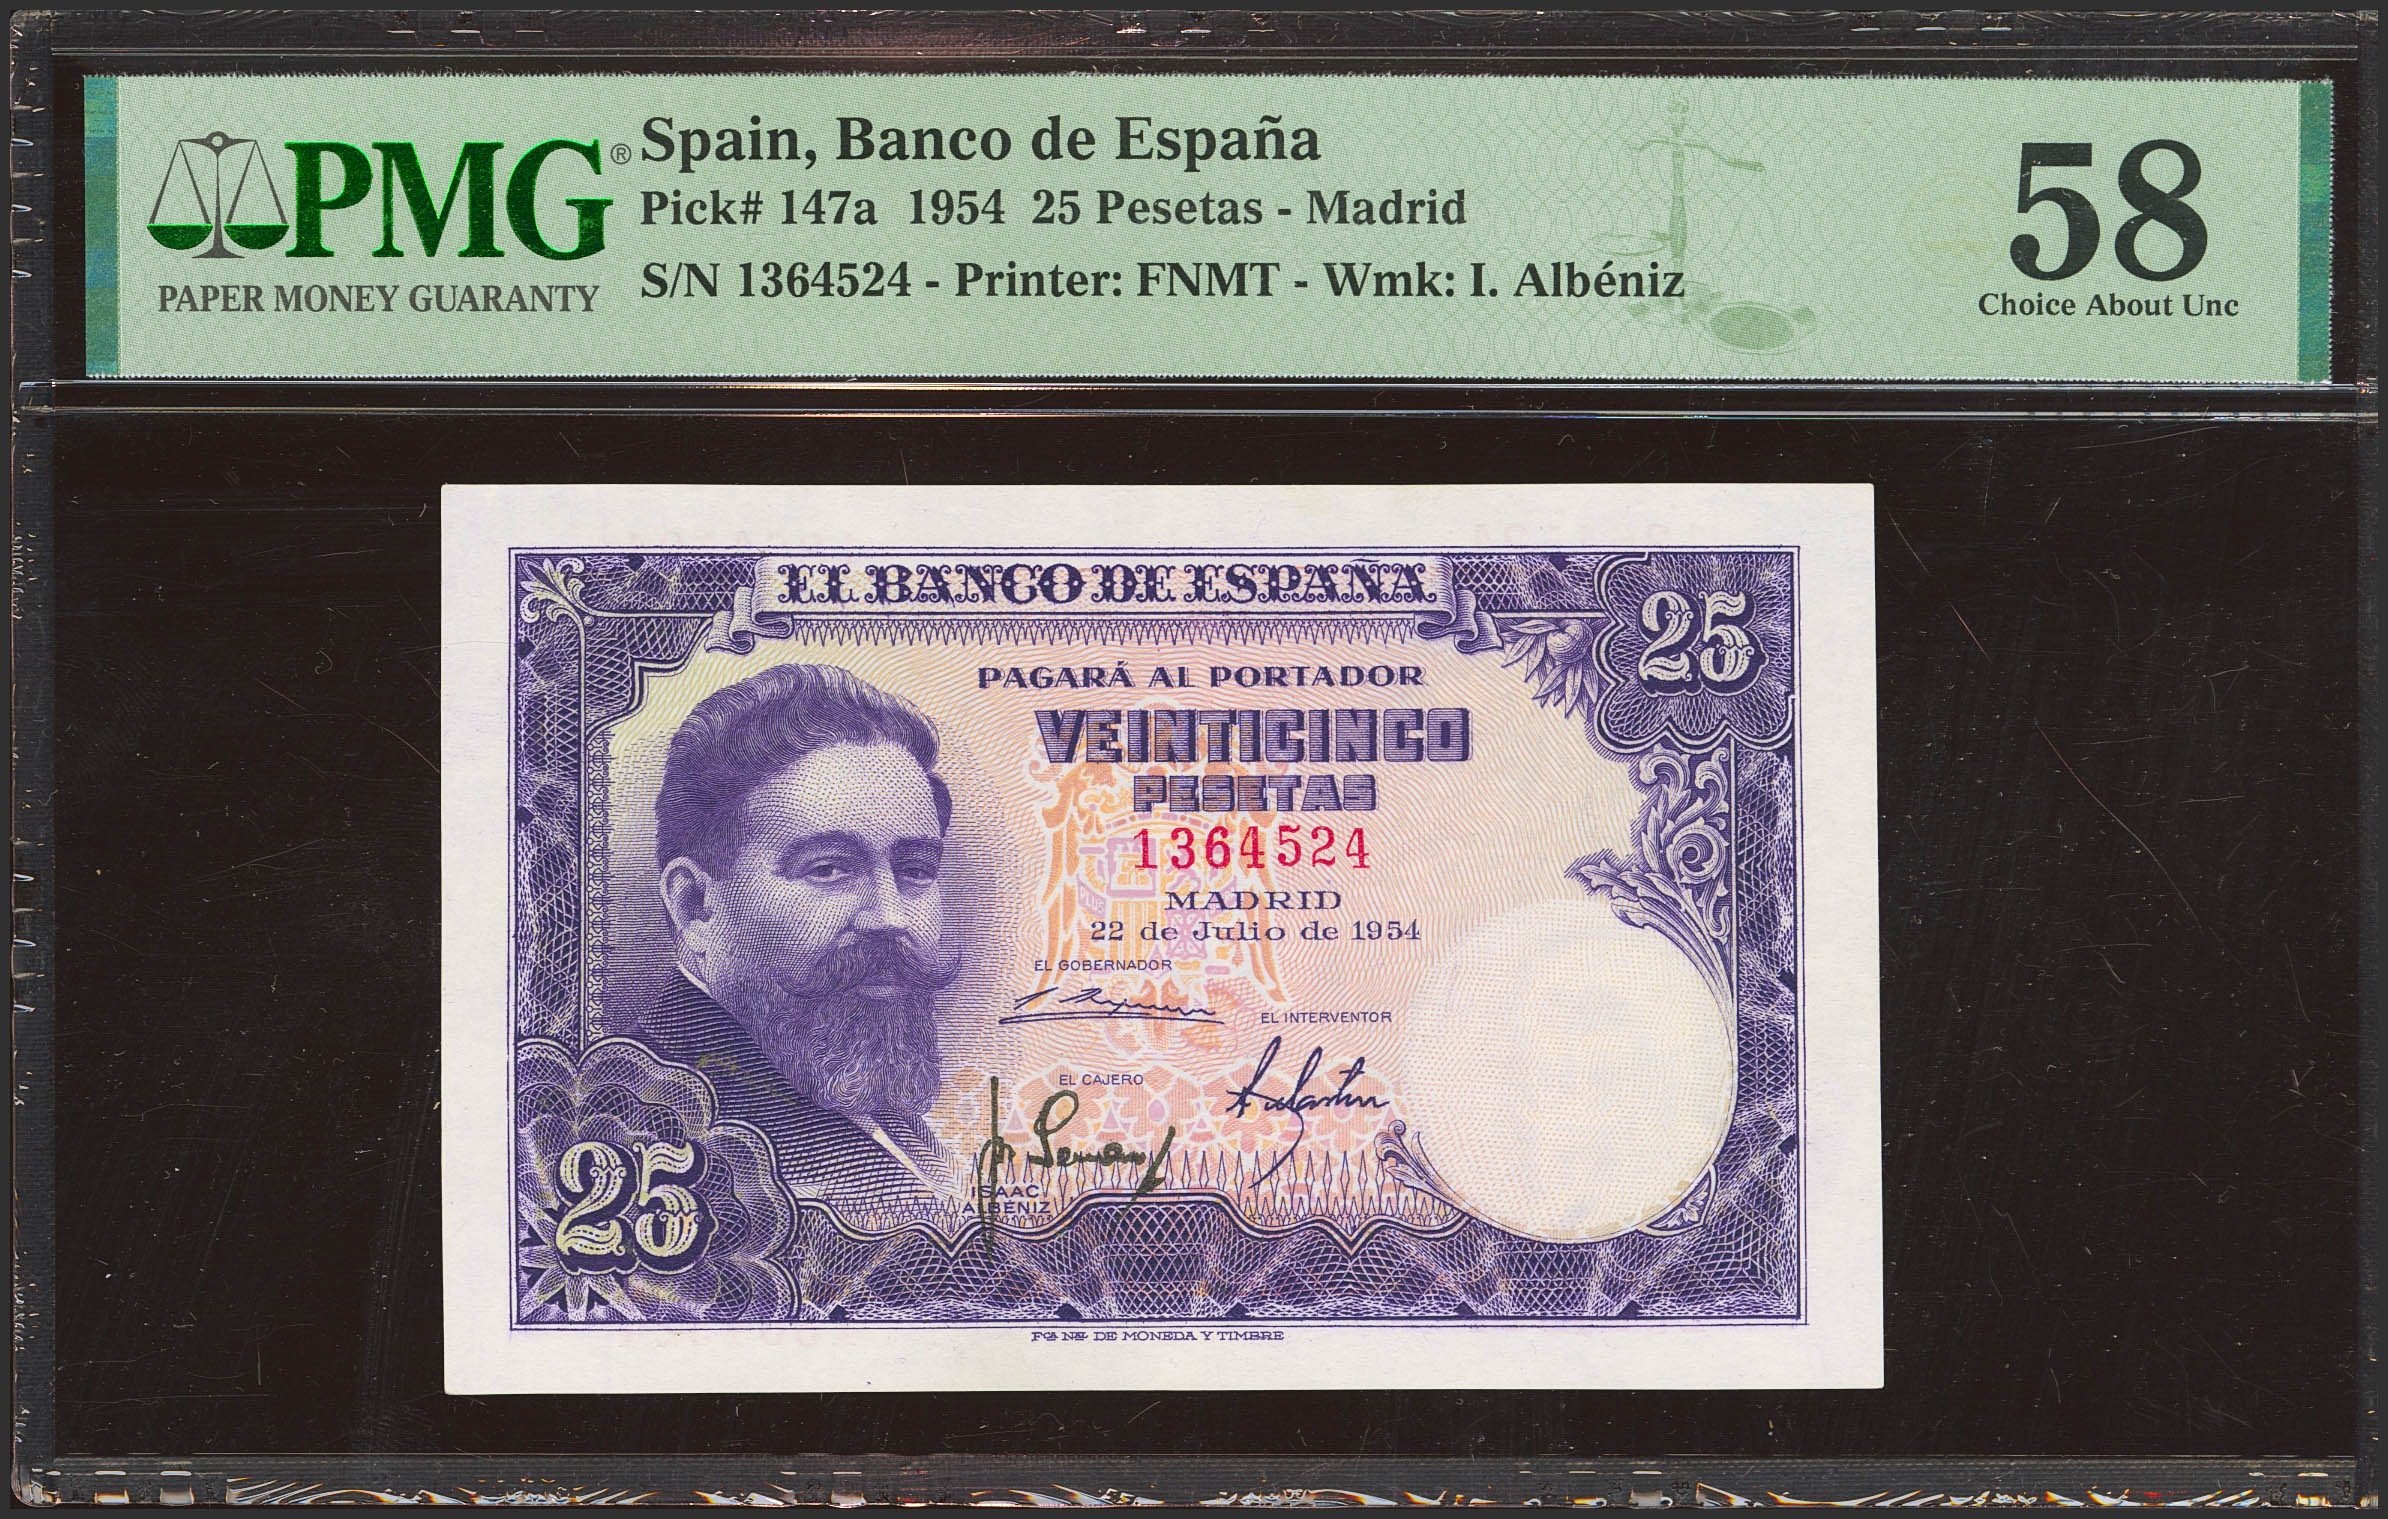 PMG®
PAPER MONEY GUARANTY
Spain, Banco de España
Pick# 147a 1954 25 Pesetas - Madrid
S/N 1364524 - Printer: FNMT - Wmk: I. Albéniz
58
Choice About Unc
EL BANCO DE ESPAÑA
25
PAGARÁ AL PORTADOR
VEINTICINCO
PESETAS
1364524
MADRID
22 de Julio de 1954
EL GOBERNADOR
EL INTERVENTOR
EL CAJERO
ISAAC
ALBÉNIZ
25
Fca Nal DE MONEDA Y TIMBRE